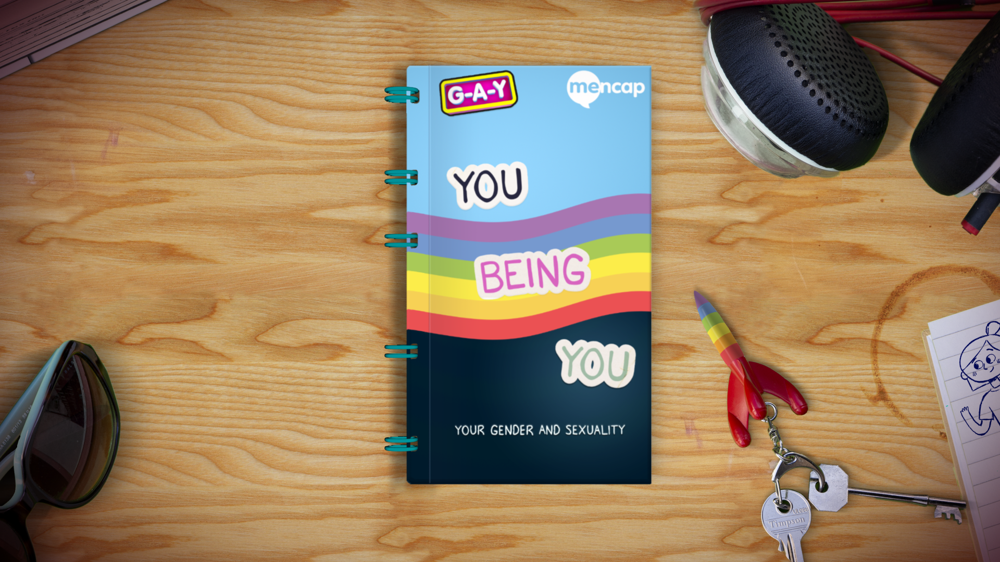 G-A-Y
mencap
YOU
BEING
YOU
YOUR GENDER AND SEXUALITY
Timpson